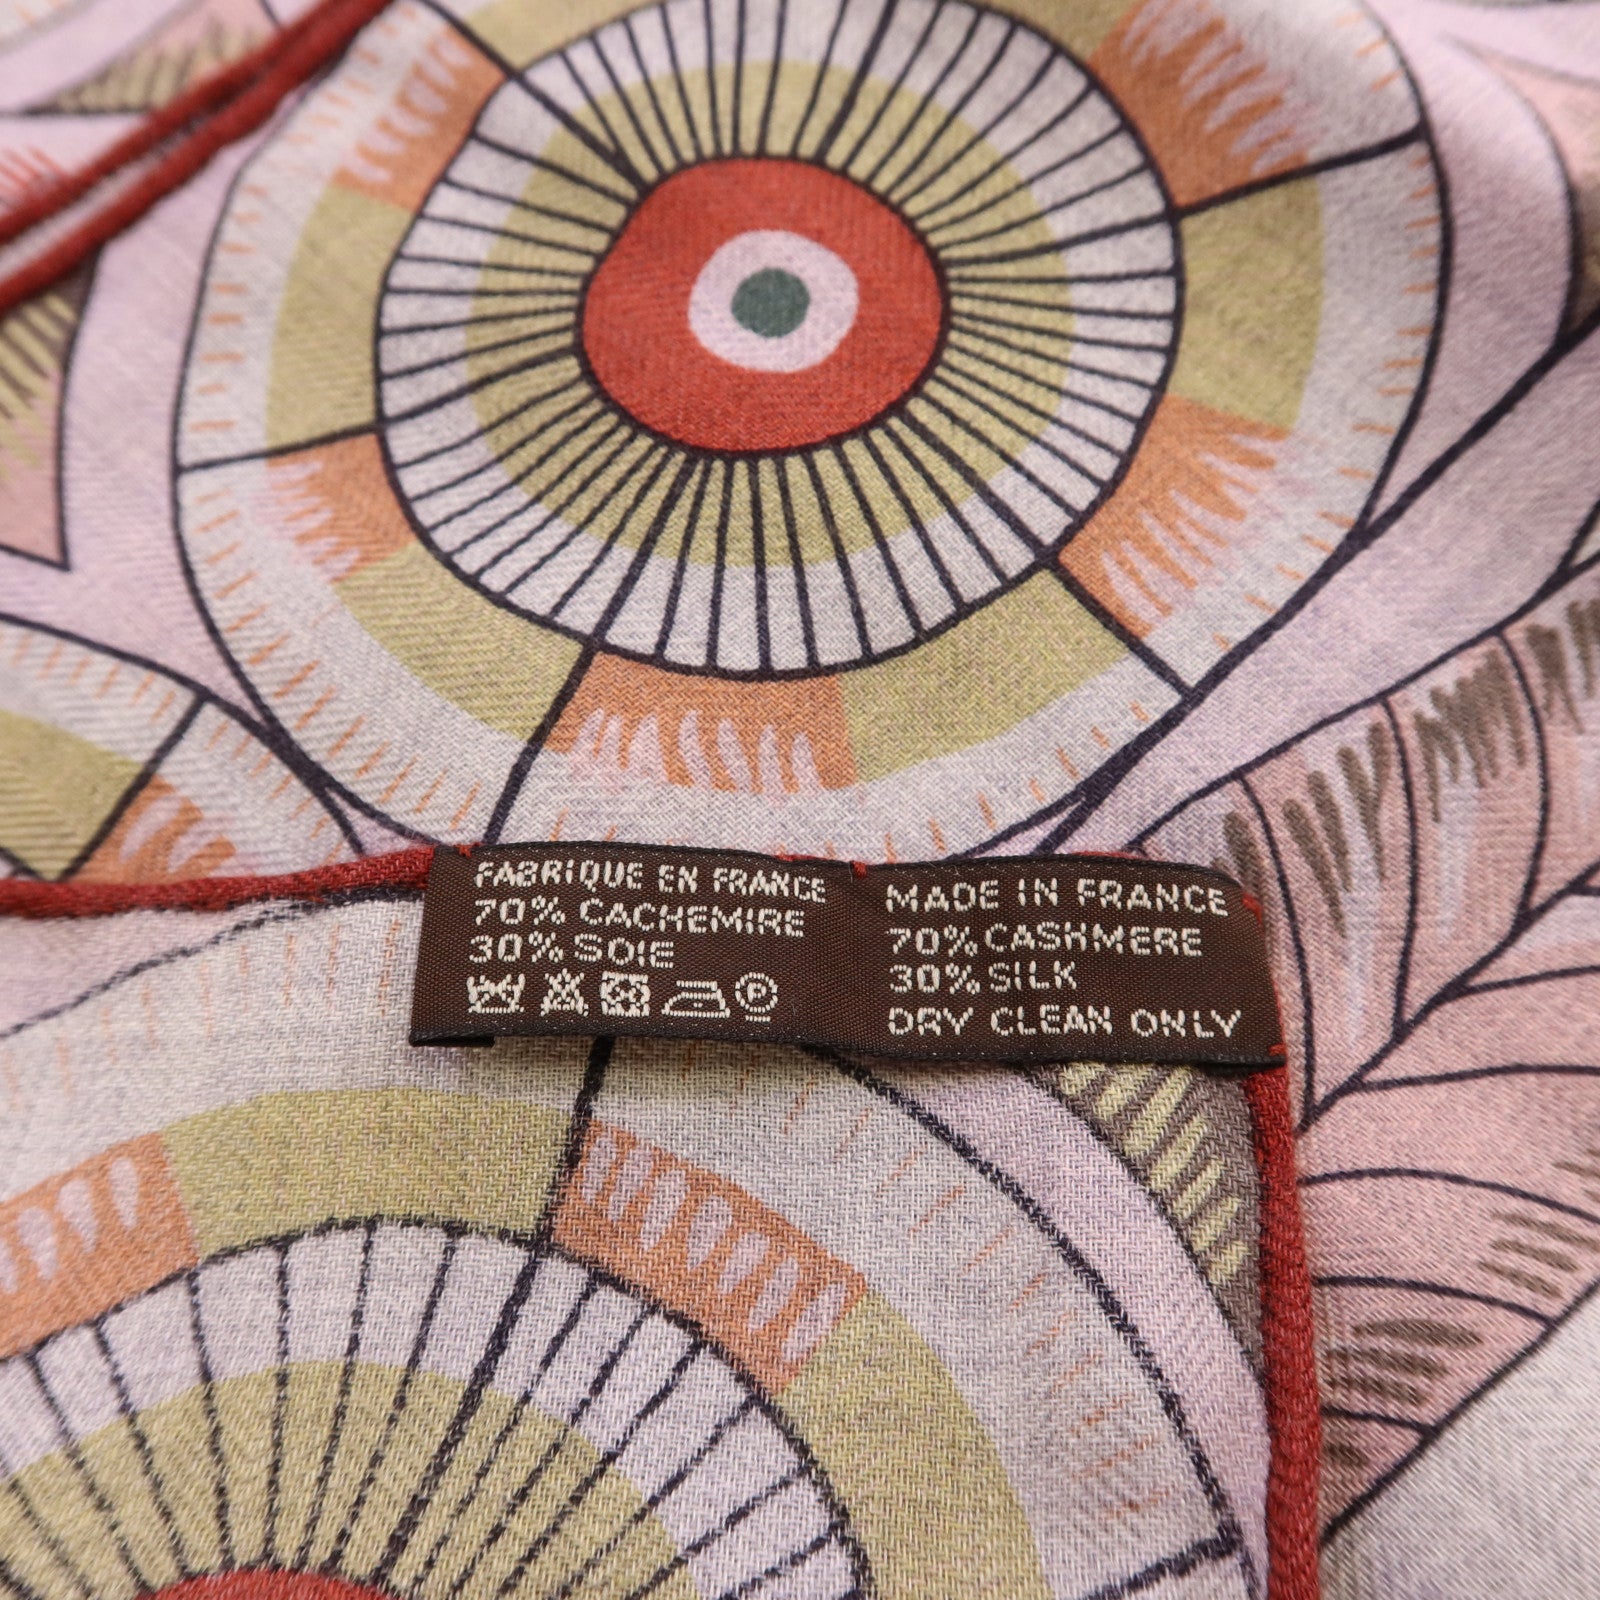 FABRIQUE EN FRANCE
70% CACHEMIRE
30% SOIE
P
MADE IN FRANCE
70% CASHMERE
30% SILK
DRY CLEAN ONLY